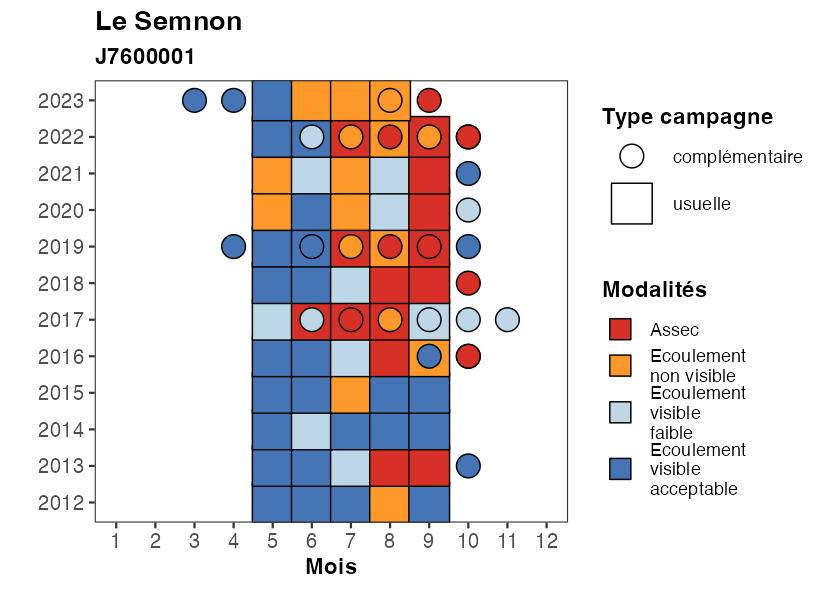 Le Semnon
J7600001
2023
2022
2021
2020
2019
2018
2017
2016
2015
2014
2013
2012
1 2 3 4 5 6 7 8 9 10 11 12
Mois
Type campagne
complémentaire
usuelle
Modalités
Assec
Ecoulement
non visible
Ecoulement
visible
faible
Ecoulement
visible
acceptable